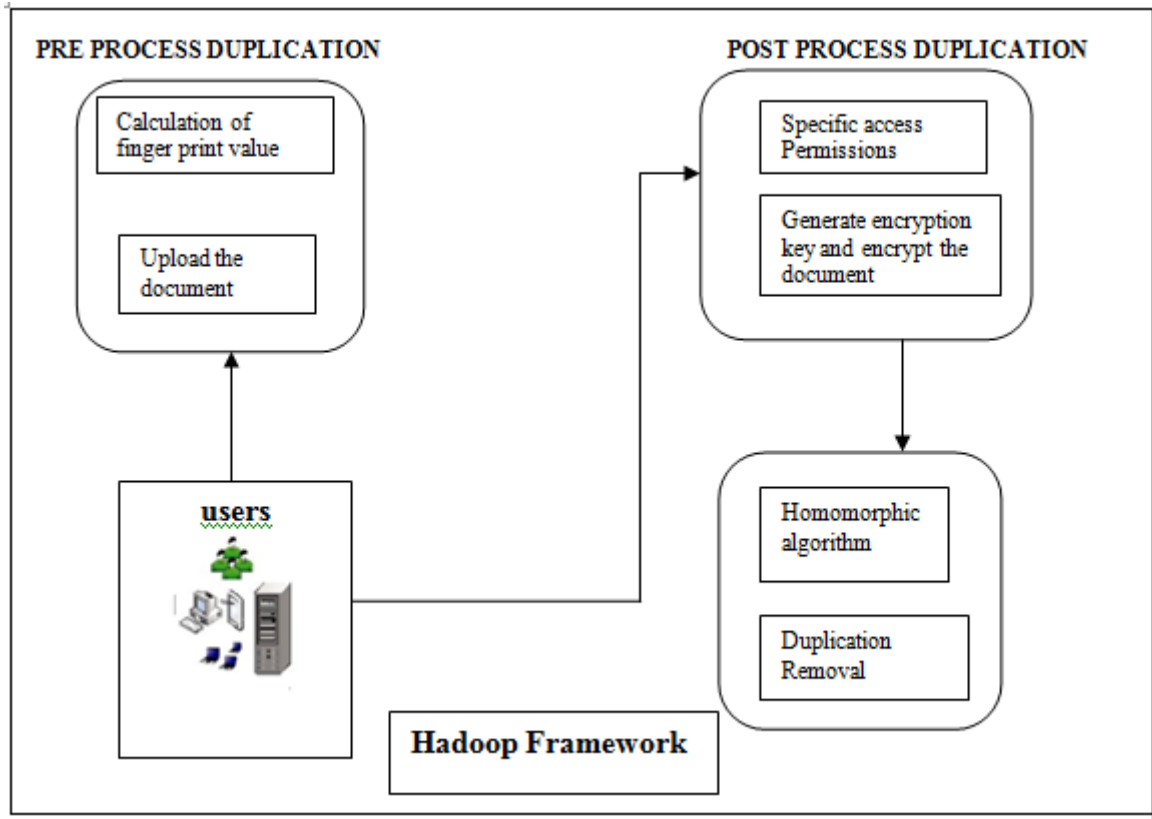 PRE PROCESS DUPLICATION
Calculation of
finger print value
Upload the
document
users
POST PROCESS DUPLICATION
Specific access
Permissions
Generate encryption
key and encrypt the
document
Homomorphic
algorithm
Duplication
Removal
Hadoop Framework